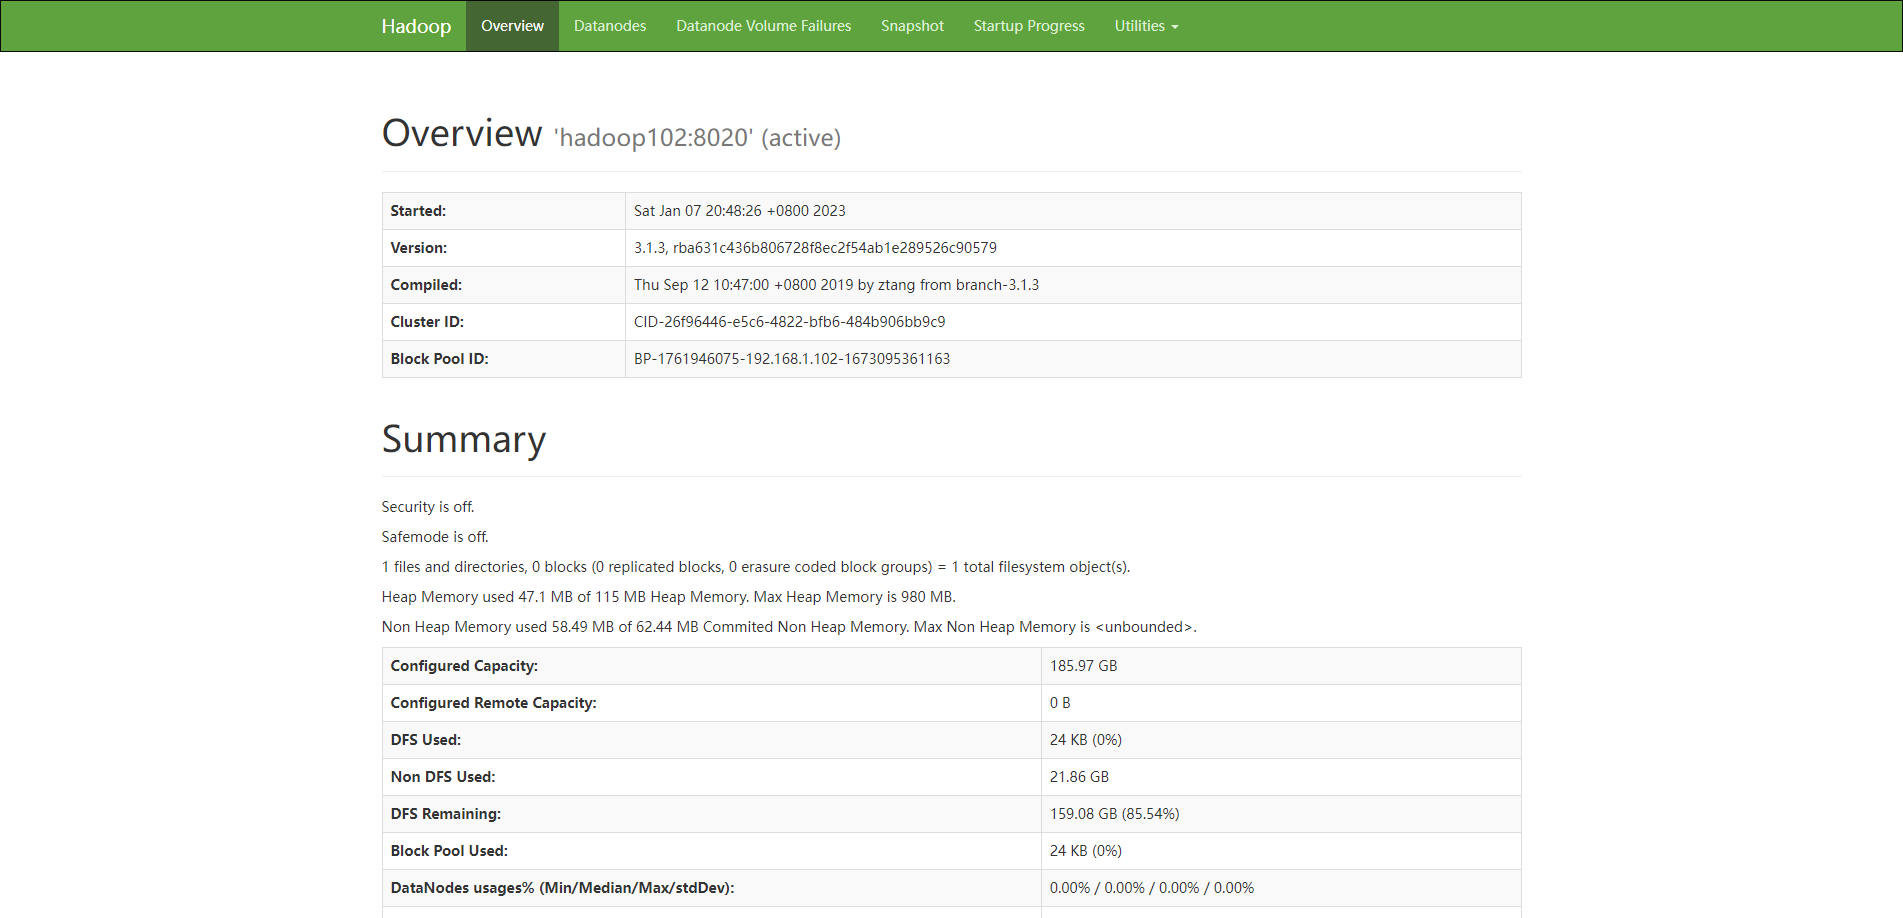 Hadoop Overview Datanodes Datanode Volume Failures Snapshot Startup Progress Utilities
Overview 'hadoop102:8020' (active)
Started: Sat Jan 07 20:48:26 +0800 2023
Version: 3.1.3, rba631c436b806728f8ec2f54ab1e289526c90579
Compiled: Thu Sep 12 10:47:00 +0800 2019 by ztang from branch-3.1.3
Cluster ID: CID-26f96446-e5c6-4822-bfb6-484b906bb9c9
Block Pool ID: BP-1761946075-192.168.1.102-1673095361163
Summary
Security is off.
Safemode is off.
1 files and directories, 0 blocks (0 replicated blocks, 0 erasure coded block groups) = 1 total filesystem object(s).
Heap Memory used 47.1 MB of 115 MB Heap Memory. Max Heap Memory is 980 MB.
Non Heap Memory used 58.49 MB of 62.44 MB Commited Non Heap Memory. Max Non Heap Memory is <unbounded>.
Configured Capacity: 185.97 GB
Configured Remote Capacity: 0 B
DFS Used: 24 KB (0%)
Non DFS Used: 21.86 GB
DFS Remaining: 159.08 GB (85.54%)
Block Pool Used: 24 KB (0%)
DataNodes usages% (Min/Median/Max/stdDev): 0.00% / 0.00% / 0.00% / 0.00%